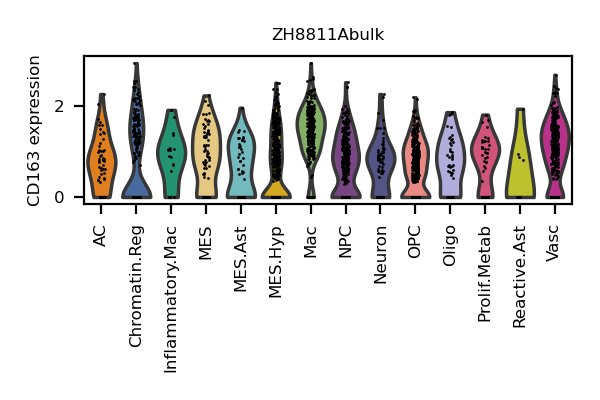 ZH8811Abulk
CD163 expression
2
0
AC
Chromatin.Reg
Inflammatory.Mac
MES
MES.Ast
MES.Hyp
Mac
NPC
Neuron
OPC
Oligo
Prolif.Metab
Reactive.Ast
Vasc